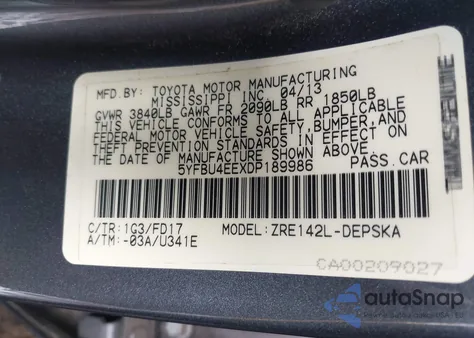 MFD. BY: TOYOTA MOTOR MANUFACTURING
MISSISSIPPI INC 04/13
GVWR 3840LB GAWR FR 2090LB RR 1850LB
THIS VEHICLE CONFORMS TO ALL APPLICABLE
FEDERAL MOTOR VEHICLE SAFETY, BUMPER, AND
THEFT PREVENTION STANDARDS IN EFFECT ON
THE DATE OF MANUFACTURE SHOWN ABOVE.
5YFBU4EEXDP189986 PASS.CAR
C/TR: 1G3/FD17 MODEL: ZRE142L-DEPSKA
A/TM: -03A/U341E
CA00209027
autoSnap